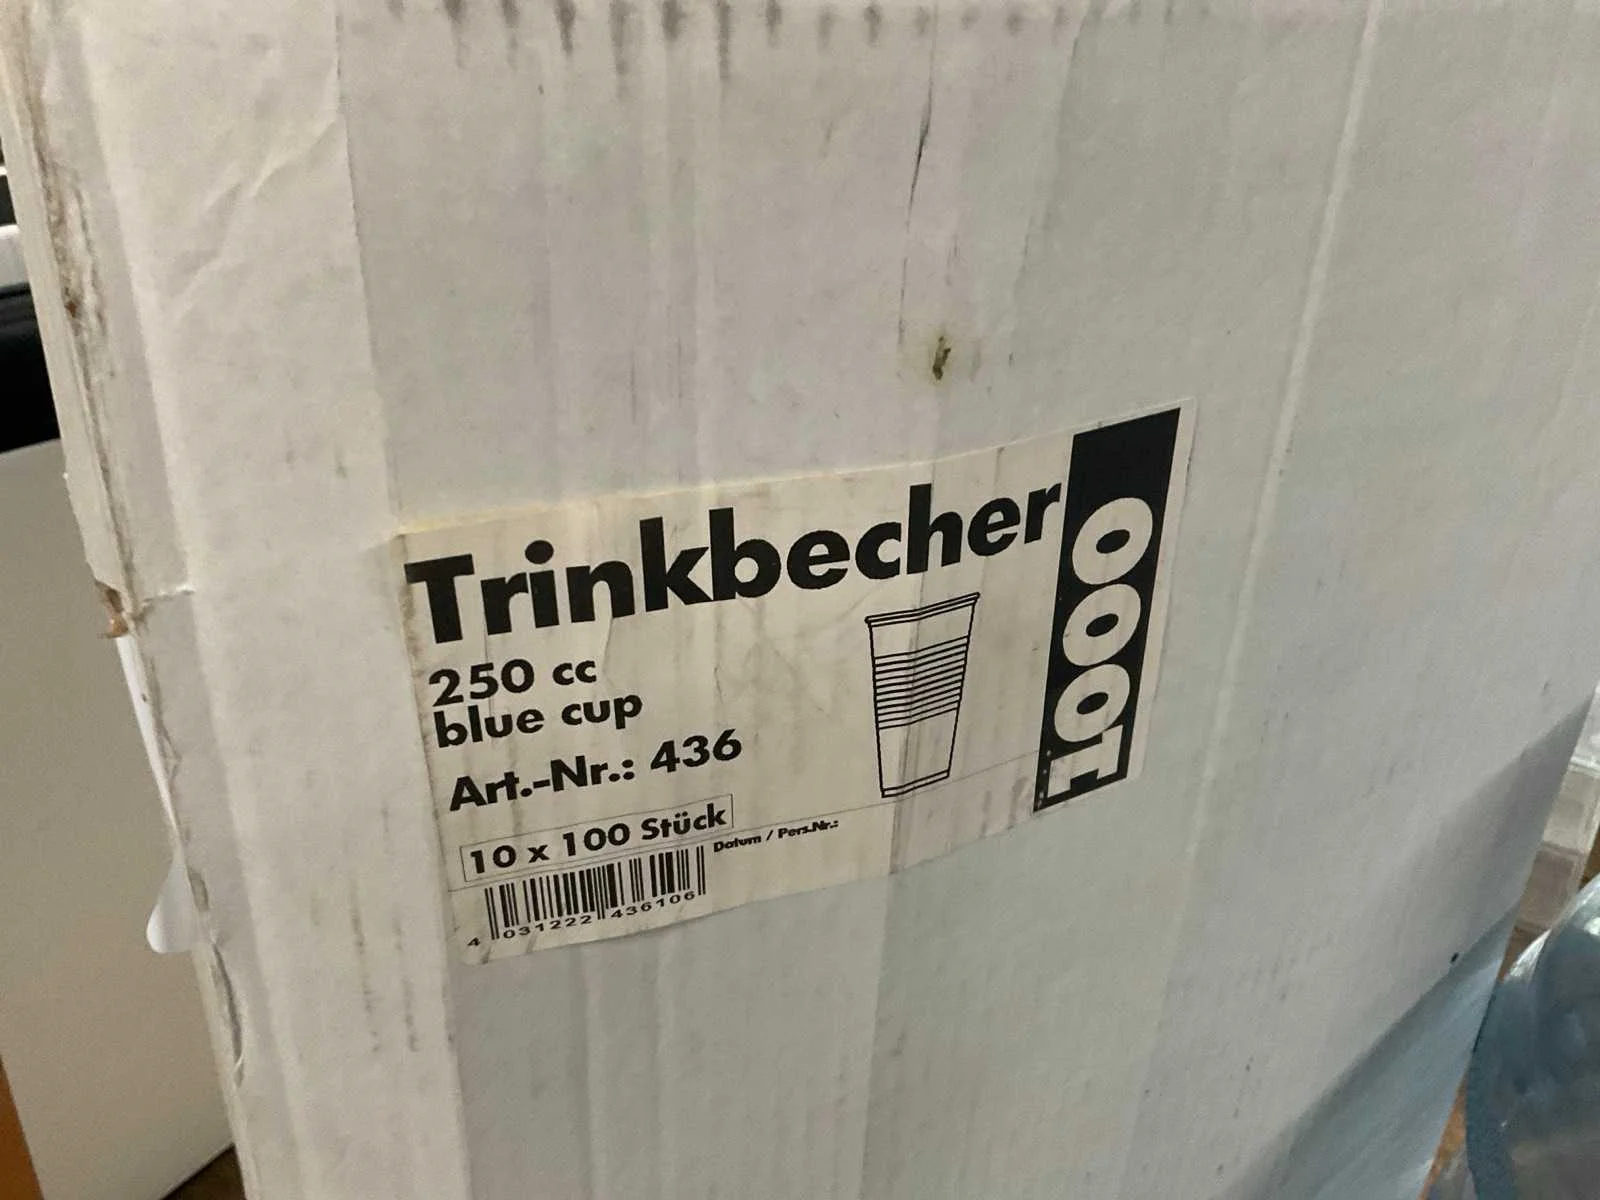 Trinkbecher
250 cc
blue cup
Art.-Nr.: 436
10 x 100 Stück
Datum / Pers.Nr.:
4 031222 436106
1000